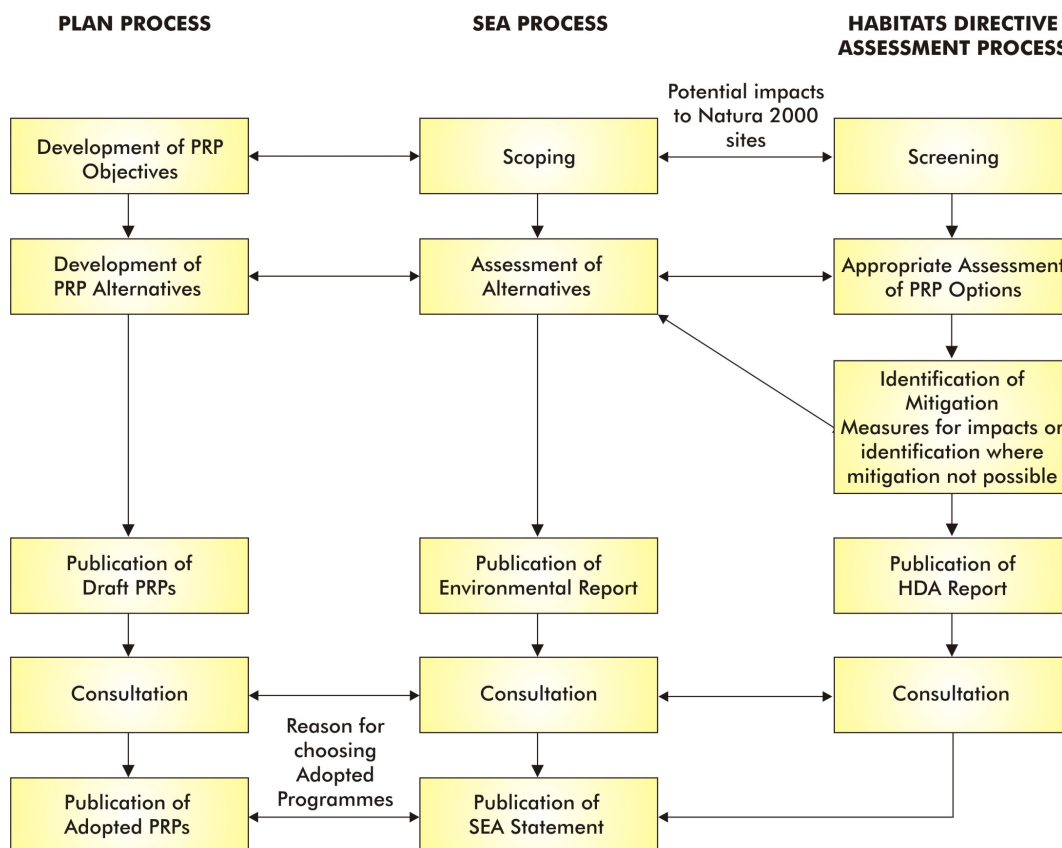 PLAN PROCESS
SEA PROCESS
HABITATS DIRECTIVE
ASSESSMENT PROCESS
Potential impacts
to Natura 2000
sites
Development of PRP
Objectives
Scoping
Screening
Development of
PRP Alternatives
Assessment of
Alternatives
Appropriate Assessment
of PRP Options
Identification of
Mitigation
Measures for impacts or
identification where
mitigation not possible
Publication of
Draft PRPs
Publication of
Environmental Report
Publication of
HDA Report
Consultation
Consultation
Consultation
Reason for
choosing
Adopted
Programmes
Publication of
Adopted PRPs
Publication of
SEA Statement